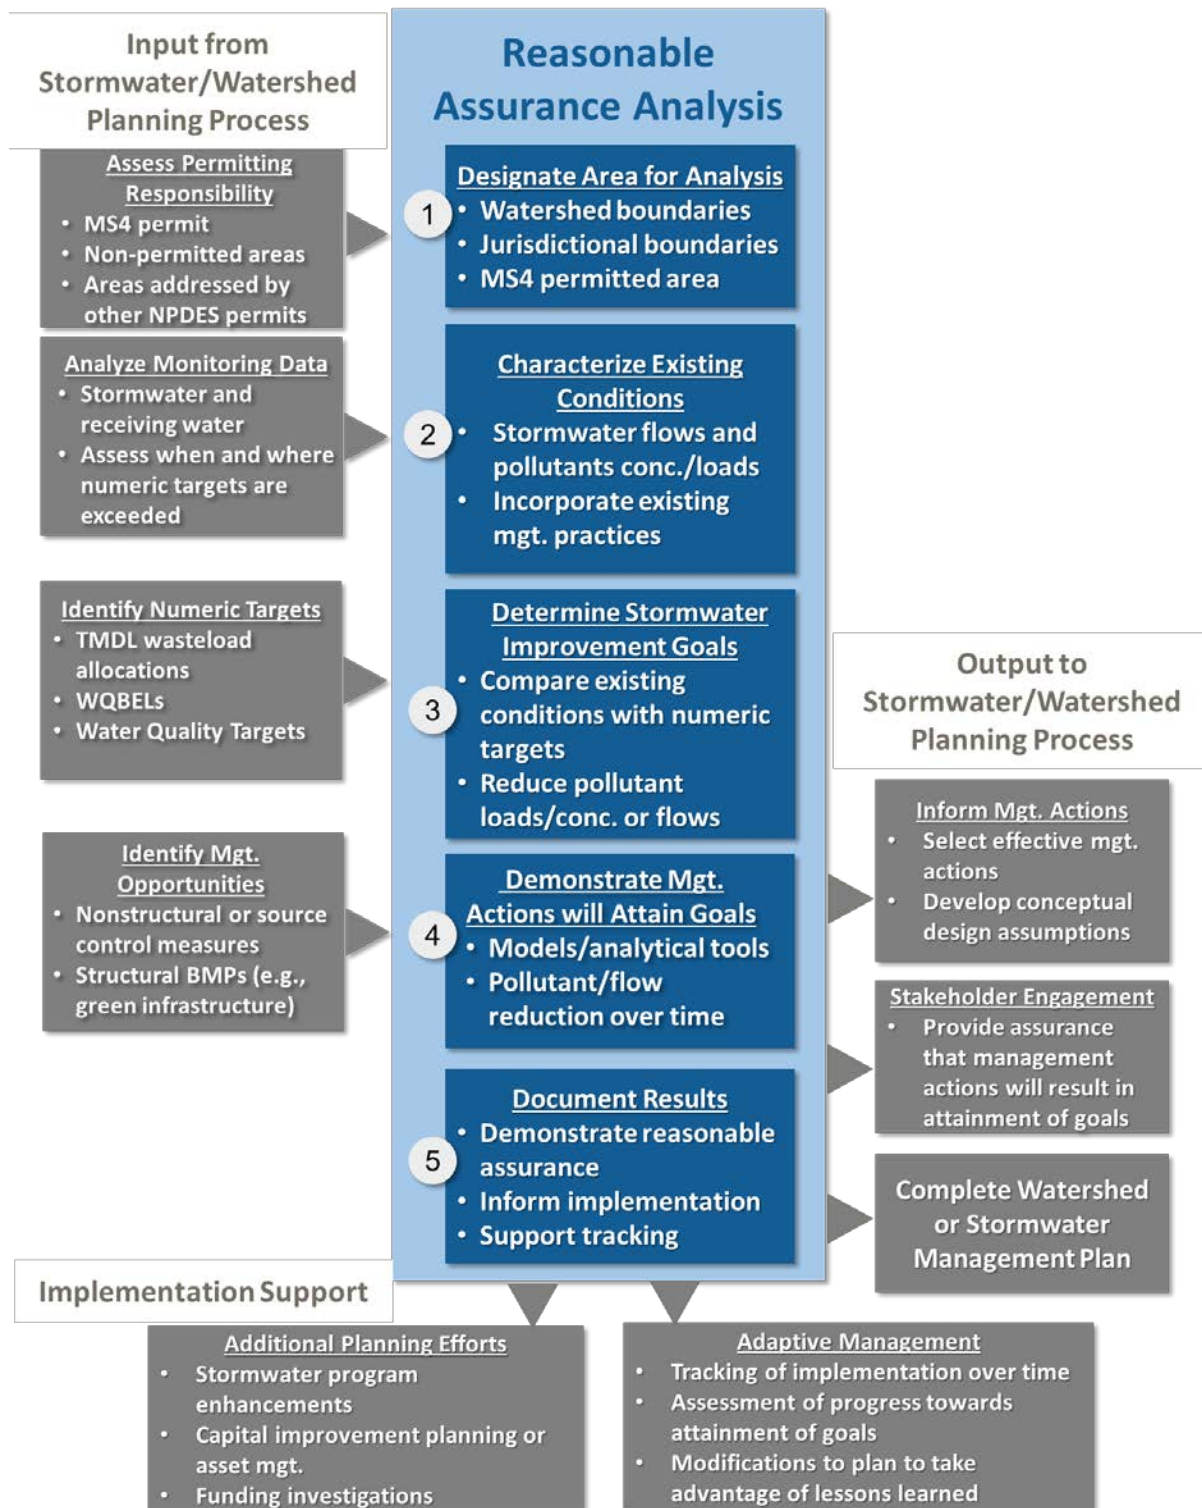 Input from
Stormwater/Watershed
Planning Process
Assess Permitting
Responsibility
• MS4 permit
• Non-permitted areas
• Areas addressed by
other NPDES permits
Analyze Monitoring Data
• Stormwater and
receiving water
• Assess when and where
numeric targets are
exceeded
Identify Numeric Targets
• TMDL wasteload
allocations
• WQBELs
• Water Quality Targets
Identify Mgt.
Opportunities
• Nonstructural or source
control measures
• Structural BMPs (e.g.,
green infrastructure)
Reasonable
Assurance Analysis
1
Designate Area for Analysis
• Watershed boundaries
• Jurisdictional boundaries
• MS4 permitted area
2
Characterize Existing
Conditions
• Stormwater flows and
pollutants conc./loads
• Incorporate existing
mgt. practices
3
Determine Stormwater
Improvement Goals
• Compare existing
conditions with numeric
targets
• Reduce pollutant
loads/conc. or flows
4
Demonstrate Mgt.
Actions will Attain Goals
• Models/analytical tools
• Pollutant/flow
reduction over time
5
Document Results
• Demonstrate reasonable
assurance
• Inform implementation
• Support tracking
Output to
Stormwater/Watershed
Planning Process
Inform Mgt. Actions
• Select effective mgt.
actions
• Develop conceptual
design assumptions
Stakeholder Engagement
• Provide assurance
that management
actions will result in
attainment of goals
Complete Watershed
or Stormwater
Management Plan
Implementation Support
Additional Planning Efforts
• Stormwater program
enhancements
• Capital improvement planning or
asset mgt.
• Funding investigations
Adaptive Management
• Tracking of implementation over time
• Assessment of progress towards
attainment of goals
• Modifications to plan to take
advantage of lessons learned